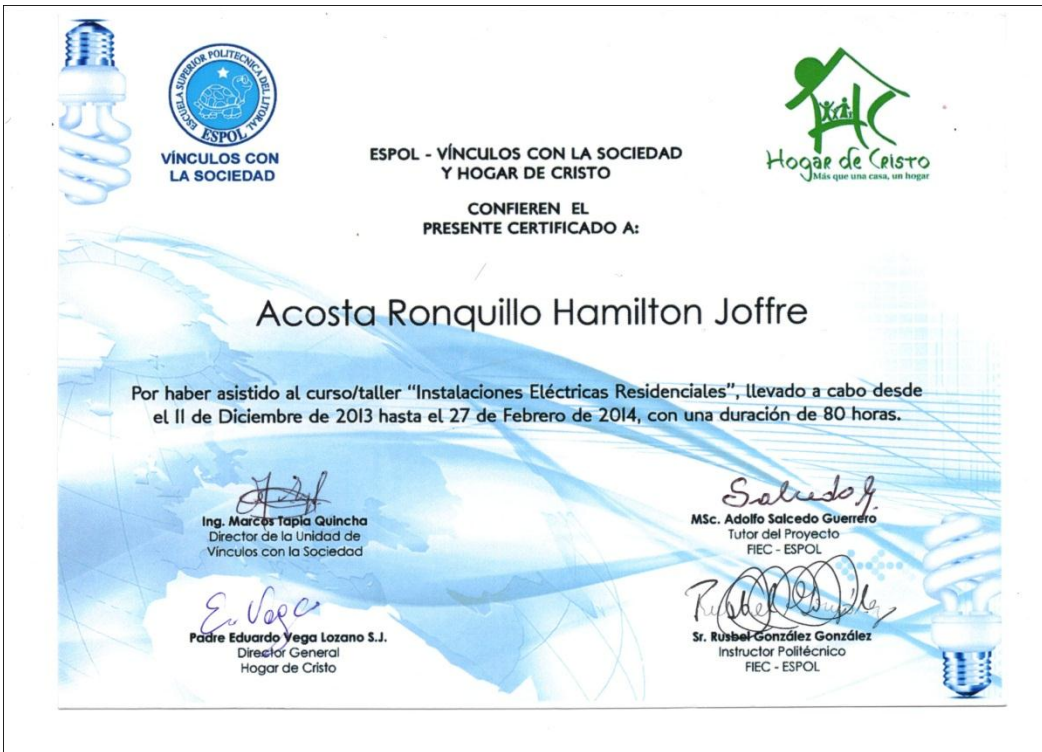 ESCUELA SUPERIOR POLITECNICA DEL LITORAL
ESPOL
VÍNCULOS CON
LA SOCIEDAD
Hogar de Cristo
Más que una casa, un hogar
ESPOL - VÍNCULOS CON LA SOCIEDAD
Y HOGAR DE CRISTO
CONFIEREN EL
PRESENTE CERTIFICADO A:
Acosta Ronquillo Hamilton Joffre
Por haber asistido al curso/taller “Instalaciones Eléctricas Residenciales”, llevado a cabo desde
el 11 de Diciembre de 2013 hasta el 27 de Febrero de 2014, con una duración de 80 horas.
Ing. Marcos Tapia Quincha
Director de la Unidad de
Vínculos con la Sociedad
Salcedo G.
MSc. Adolfo Salcedo Guerrero
Tutor del Proyecto
FIEC - ESPOL
E. Vega
Padre Eduardo Vega Lozano S.J.
Director General
Hogar de Cristo
Rusbel González
Sr. Rusbel González González
Instructor Politécnico
FIEC - ESPOL